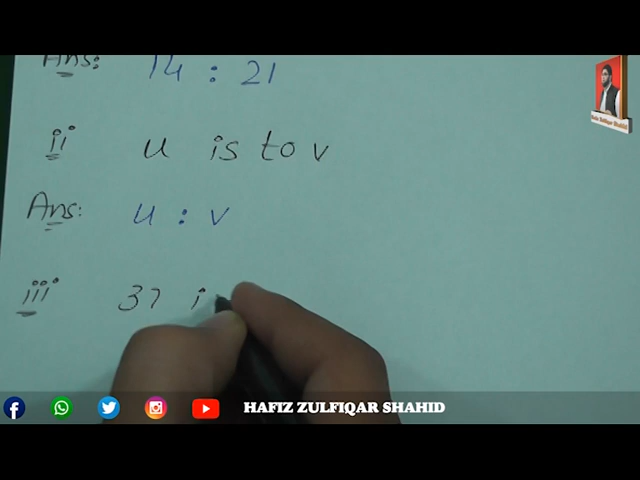 Ans: 14 : 21
ii u is to v
Ans: u : v
iii 37 i
HAFIZ ZULFIQAR SHAHID